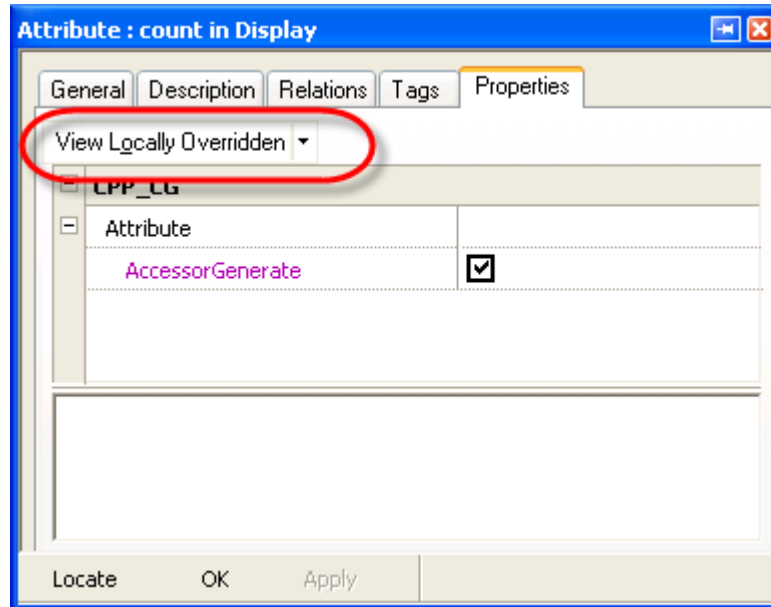 Attribute : count in Display
General Description Relations Tags Properties
View Locally Overridden
CPP_CG
Attribute
AccessorGenerate
Locate OK Apply